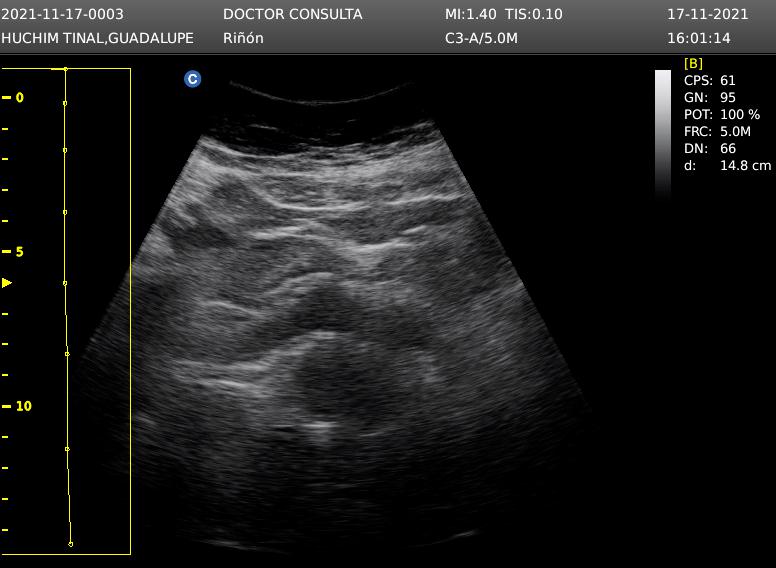 2021-11-17-0003 DOCTOR CONSULTA MI:1.40 TIS:0.10 17-11-2021
HUCHIM TINAL,GUADALUPE Riñón C3-A/5.0M 16:01:14
C
[B]
CPS: 61
GN: 95
POT: 100 %
FRC: 5.0M
DN: 66
d: 14.8 cm
0
5
10